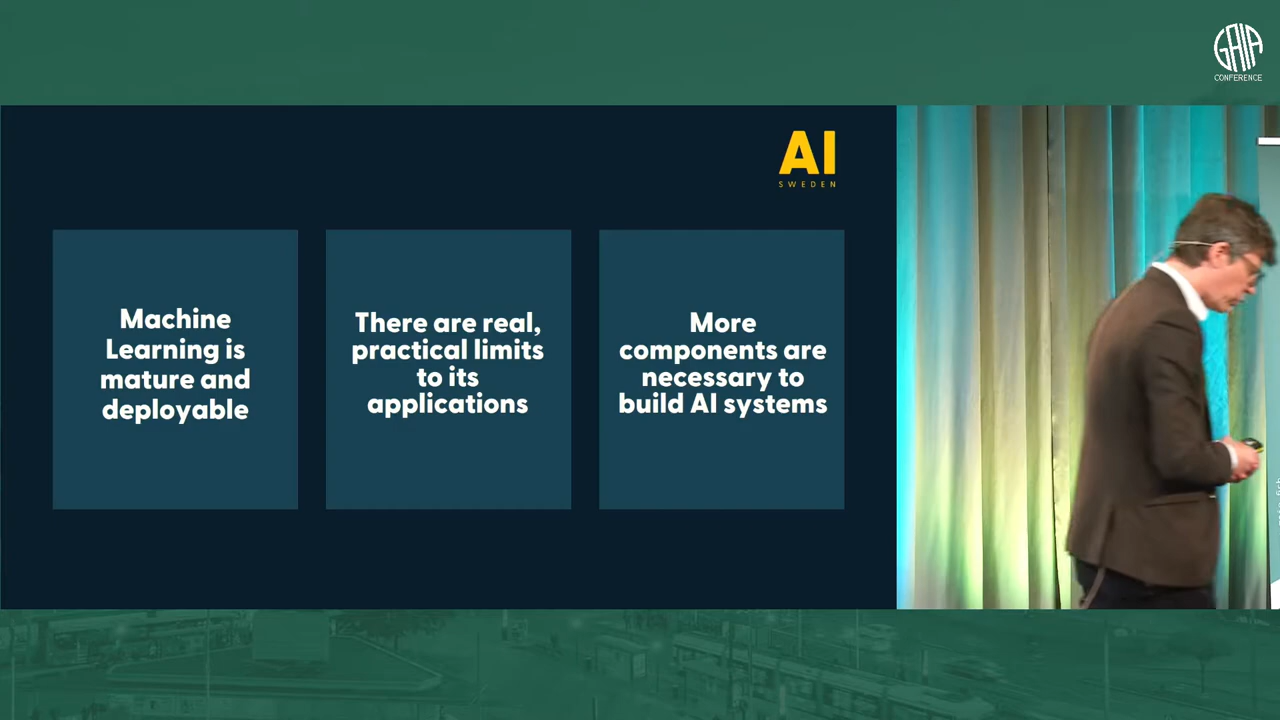 GAIA
CONFERENCE
AI
SWEDEN
Machine
Learning is
mature and
deployable
There are real,
practical limits
to its
applications
More
components are
necessary to
build AI systems